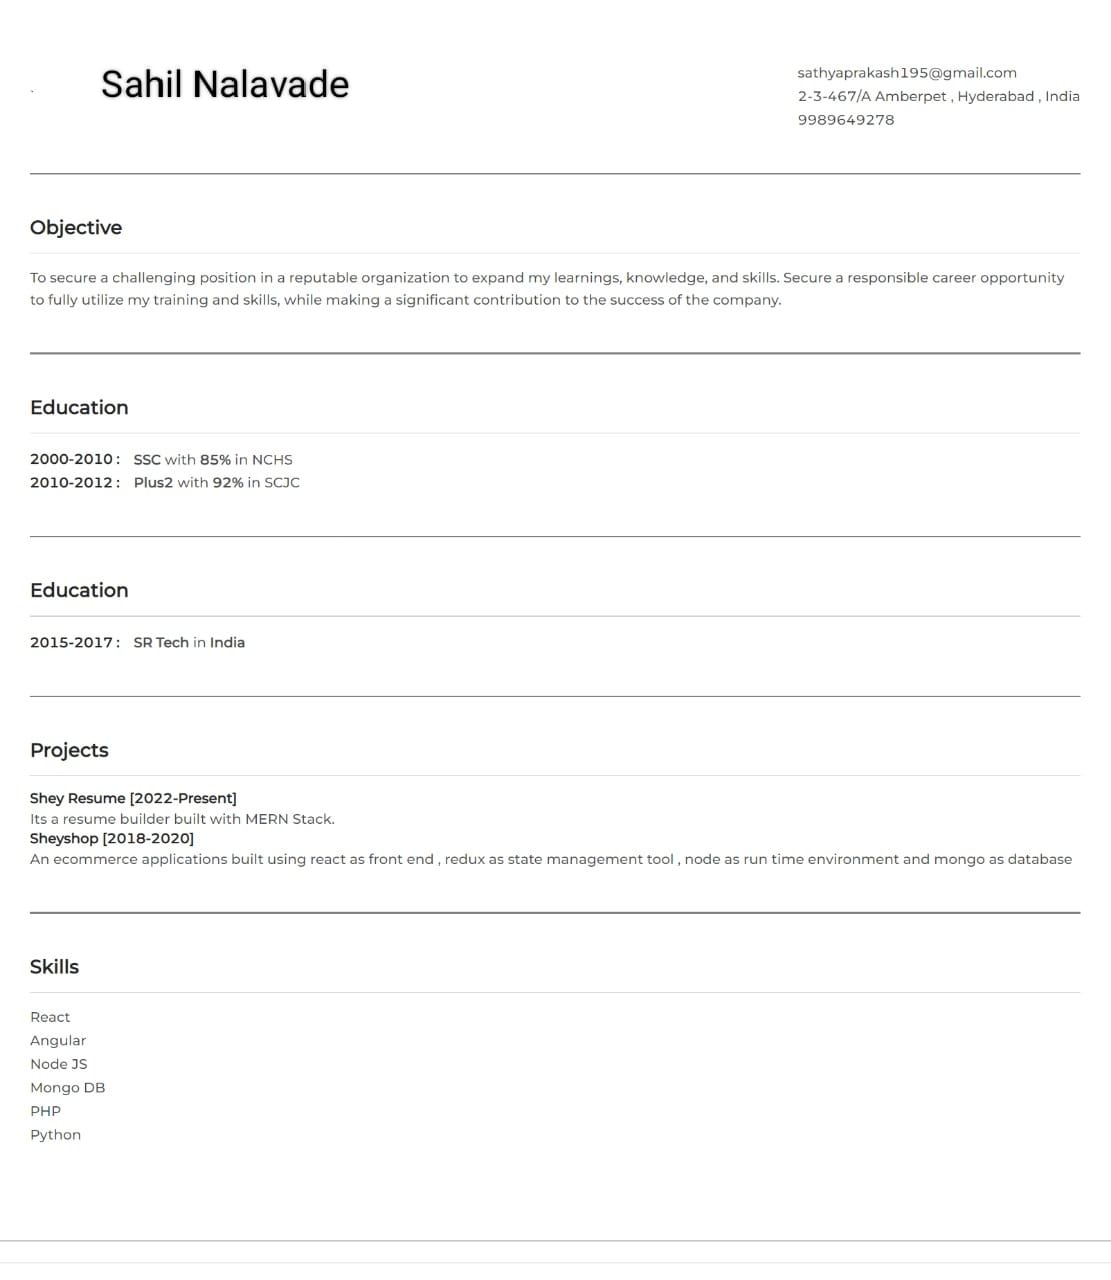 Sahil Nalavade
sathyaprakash195@gmail.com
2-3-467/A Amberpet , Hyderabad , India
9989649278
Objective
To secure a challenging position in a reputable organization to expand my learnings, knowledge, and skills. Secure a responsible career opportunity
to fully utilize my training and skills, while making a significant contribution to the success of the company.
Education
2000-2010 : SSC with 85% in NCHS
2010-2012 : Plus2 with 92% in SCJC
Education
2015-2017 : SR Tech in India
Projects
Shey Resume [2022-Present]
Its a resume builder built with MERN Stack.
Sheyshop [2018-2020]
An ecommerce applications built using react as front end , redux as state management tool , node as run time environment and mongo as database
Skills
React
Angular
Node JS
Mongo DB
PHP
Python